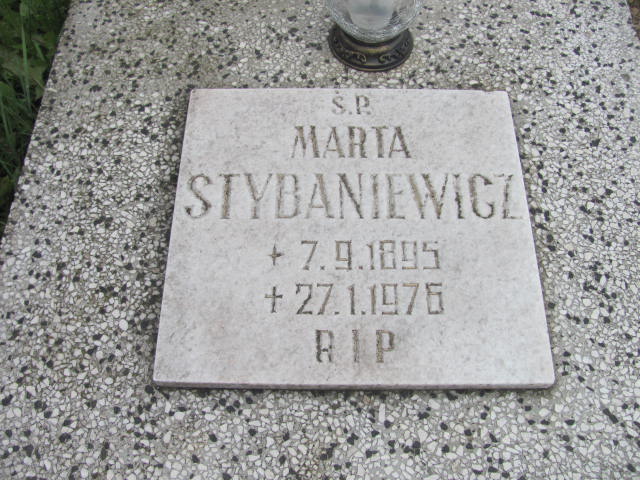 S.P.
MARTA
STYBANIEWICZ
+ 7.9.1895
+ 27.1.1976
R I P